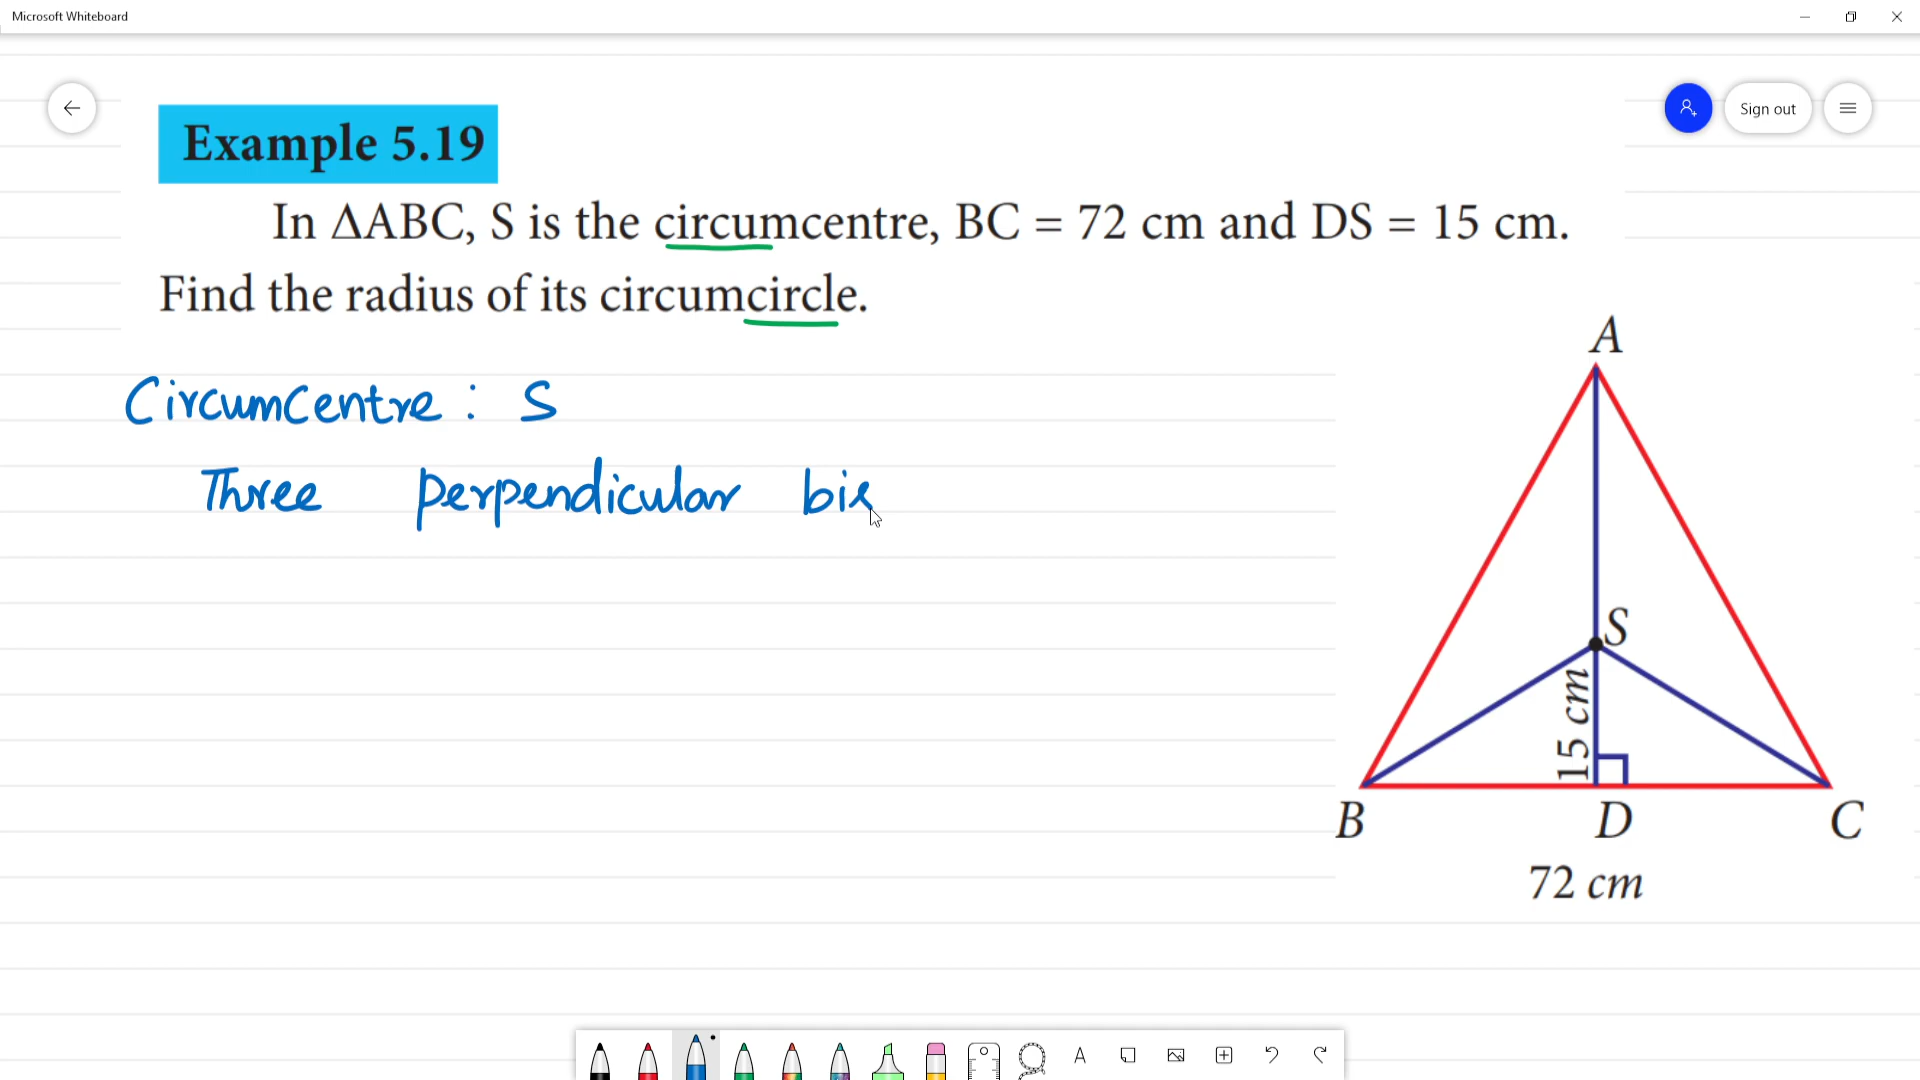 Microsoft Whiteboard
Sign out
Example 5.19
In ΔABC, S is the circumcentre, BC = 72 cm and DS = 15 cm.
Find the radius of its circumcircle.
Circumcentre : S
Three perpendicular bis
A
S
15 cm
B D C
72 cm
A